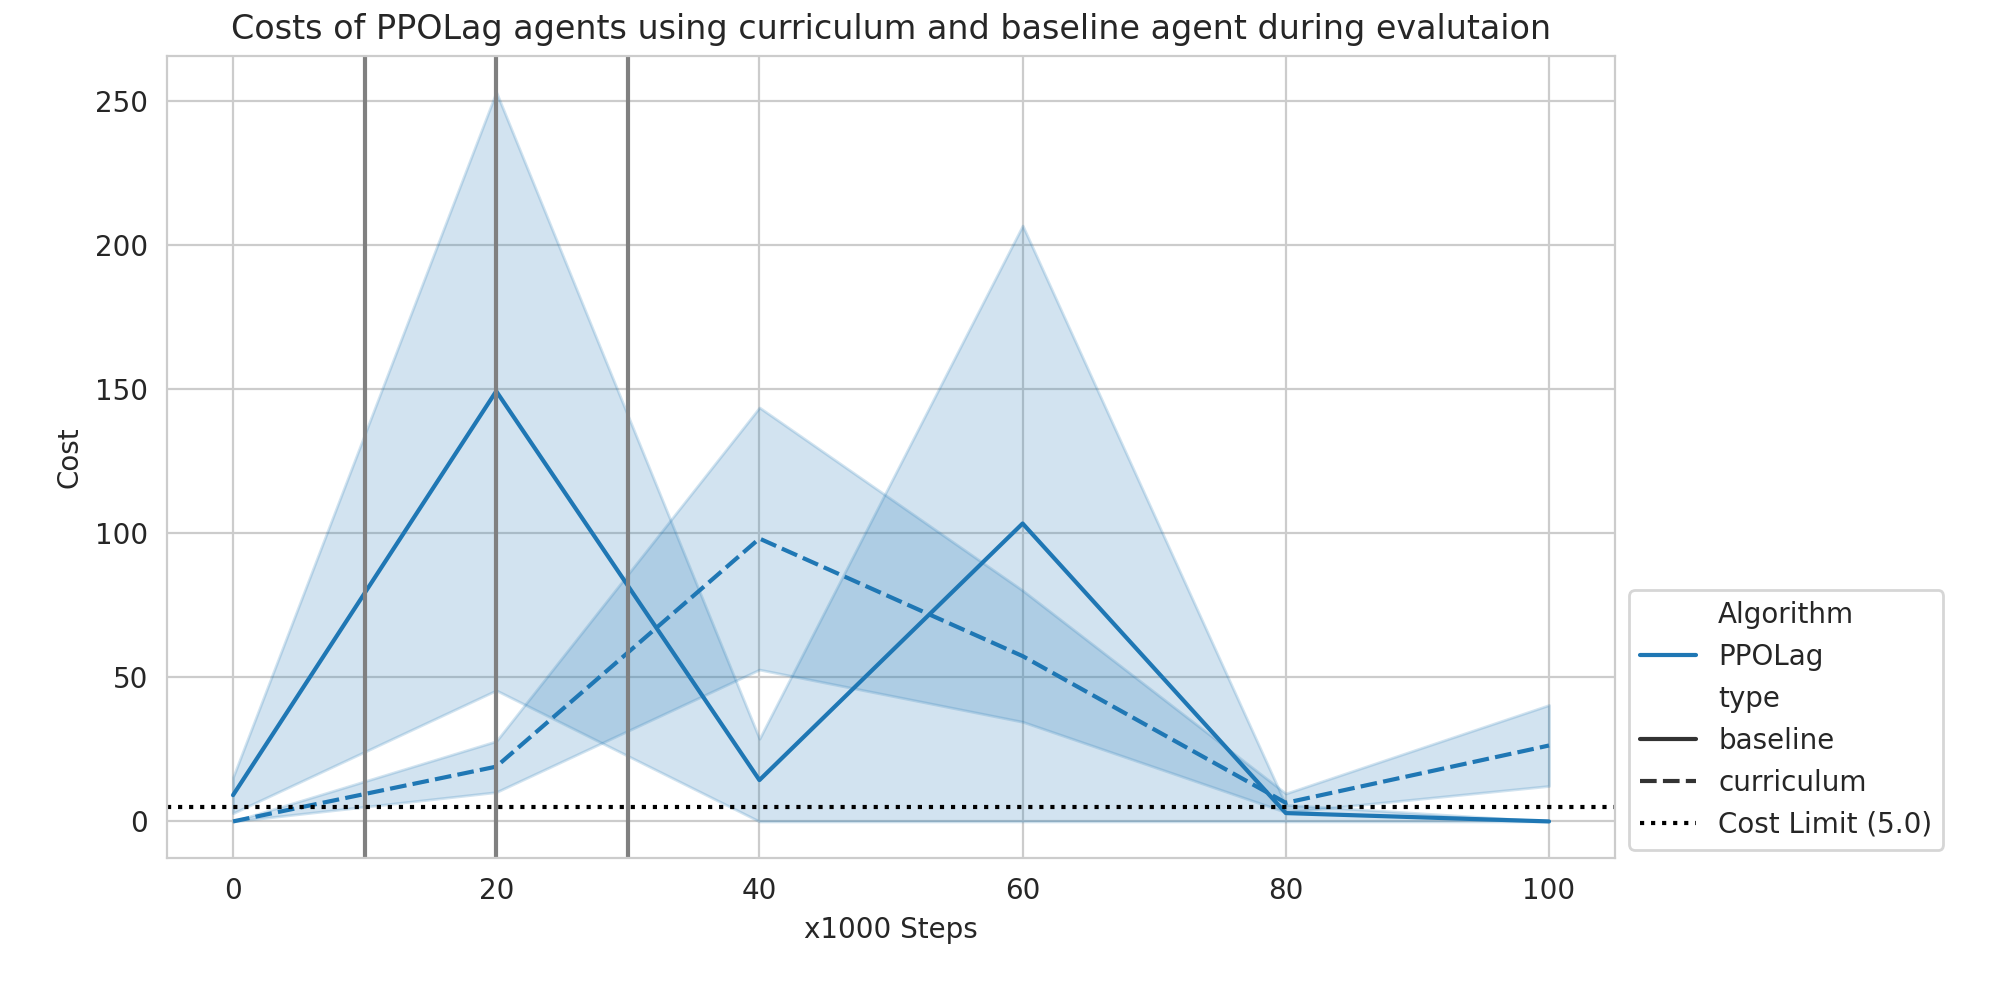 Costs of PPOLag agents using curriculum and baseline agent during evalutaion
250
200
150
100
50
0
Cost
0 20 40 60 80 100
x1000 Steps
Algorithm
PPOLag
type
baseline
curriculum
Cost Limit (5.0)